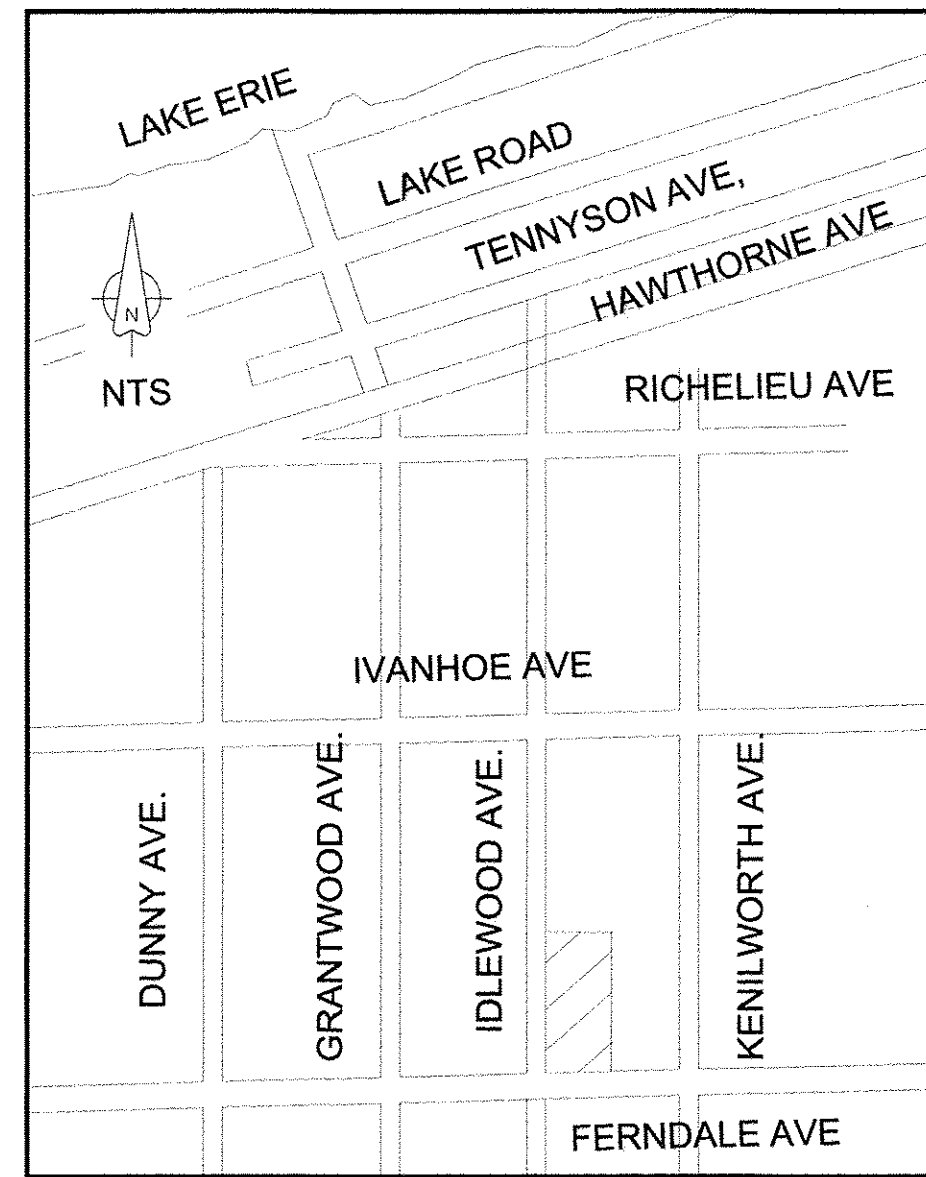 LAKE ERIE
LAKE ROAD
TENNYSON AVE,
HAWTHORNE AVE
N
NTS
RICHELIEU AVE
IVANHOE AVE
DUNNY AVE.
GRANTWOOD AVE.
IDLEWOOD AVE.
KENILWORTH AVE.
FERNDALE AVE